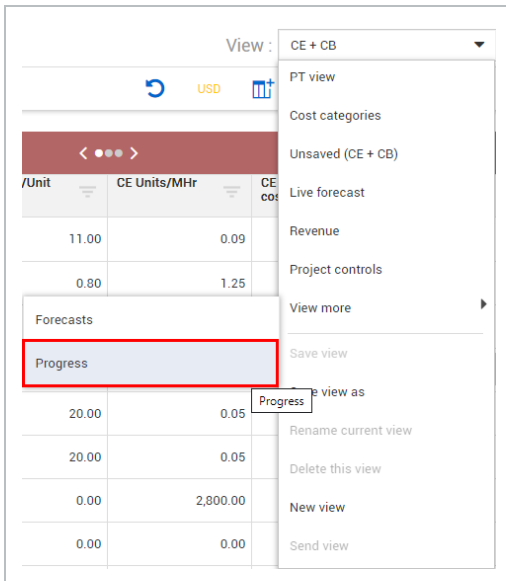 View : CE + CB
PT view
USD
Cost categories
Unsaved (CE + CB)
/Unit CE Units/MHr CE
cos
Live forecast
Revenue
11.00 0.09
Project controls
0.80 1.25
View more
Forecasts
Save view
Progress
Save view as
Progress
20.00 0.05
Rename current view
20.00 0.05
Delete this view
0.00 2,800.00
New view
0.00 0.00
Send view